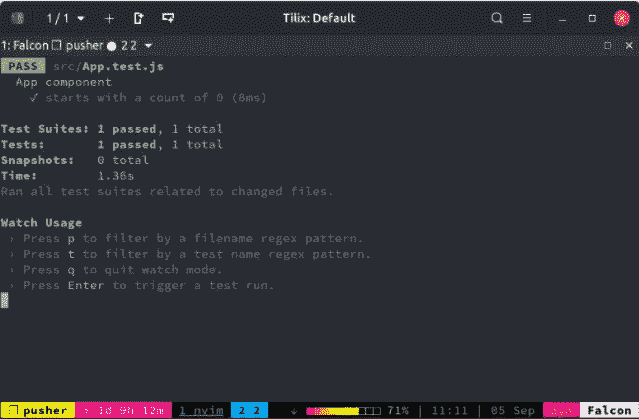 1 / 1 Tilix: Default
1: Falcon pusher 2 2
PASS src/App.test.js
App component
✓ starts with a count of 0 (8ms)
Test Suites: 1 passed, 1 total
Tests: 1 passed, 1 total
Snapshots: 0 total
Time: 1.36s
Ran all test suites related to changed files.
Watch Usage
› Press p to filter by a filename regex pattern.
› Press t to filter by a test name regex pattern.
› Press q to quit watch mode.
› Press Enter to trigger a test run.
pusher 1d 9h 12m 1 nvim 2 2 ↓ 71% | 11:11 | 05 Sep Falcon